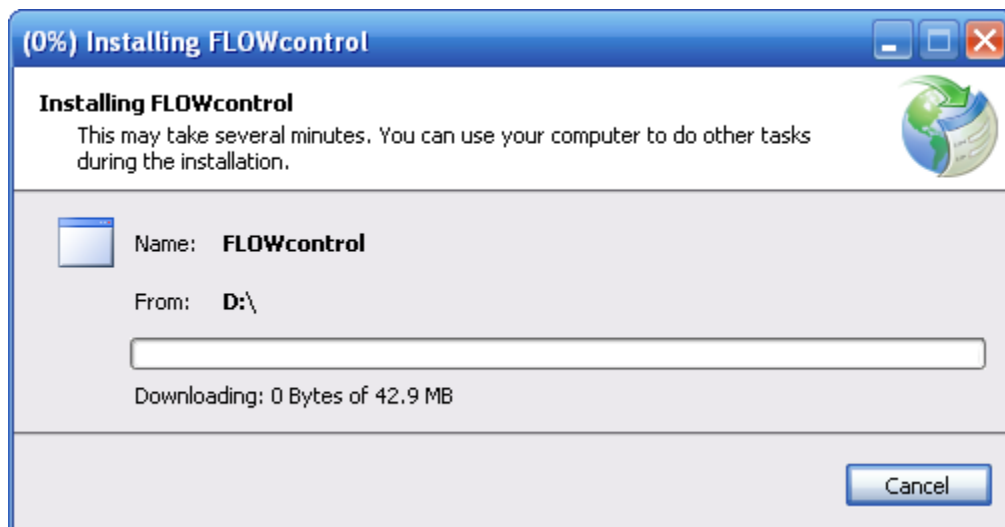 (0%) Installing FLOWcontrol
Installing FLOWcontrol
This may take several minutes. You can use your computer to do other tasks
during the installation.
Name: FLOWcontrol
From: D:\
Downloading: 0 Bytes of 42.9 MB
Cancel